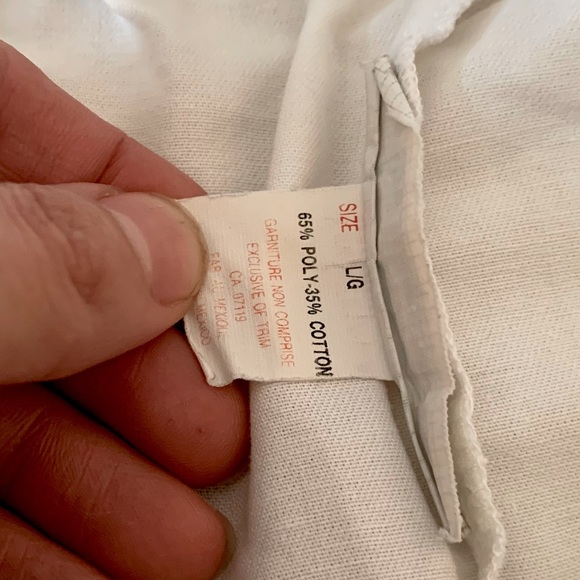 SIZE L/G
65% POLY-35% COTTON
GARNITURE NON COMPRISE
EXCLUSIVE OF TRIM
CA 07119